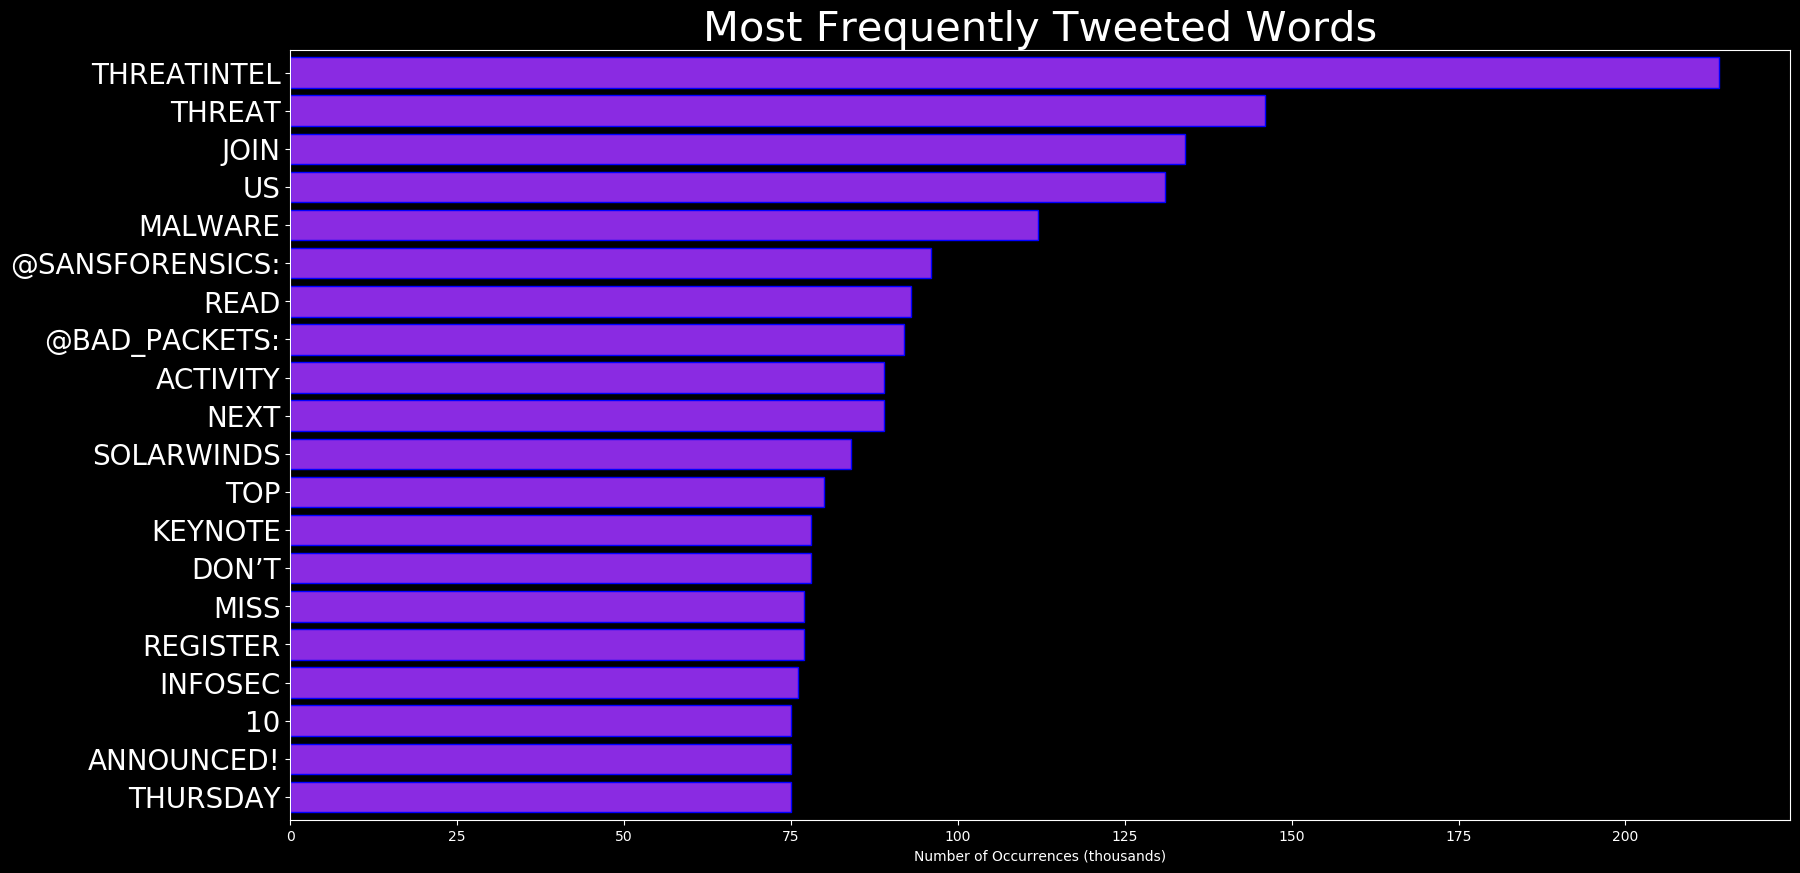 Most Frequently Tweeted Words
THREATINTEL
THREAT
JOIN
US
MALWARE
@SANSFORENSICS:
READ
@BAD_PACKETS:
ACTIVITY
NEXT
SOLARWINDS
TOP
KEYNOTE
DON’T
MISS
REGISTER
INFOSEC
10
ANNOUNCED!
THURSDAY
0 25 50 75 100 125 150 175 200
Number of Occurrences (thousands)